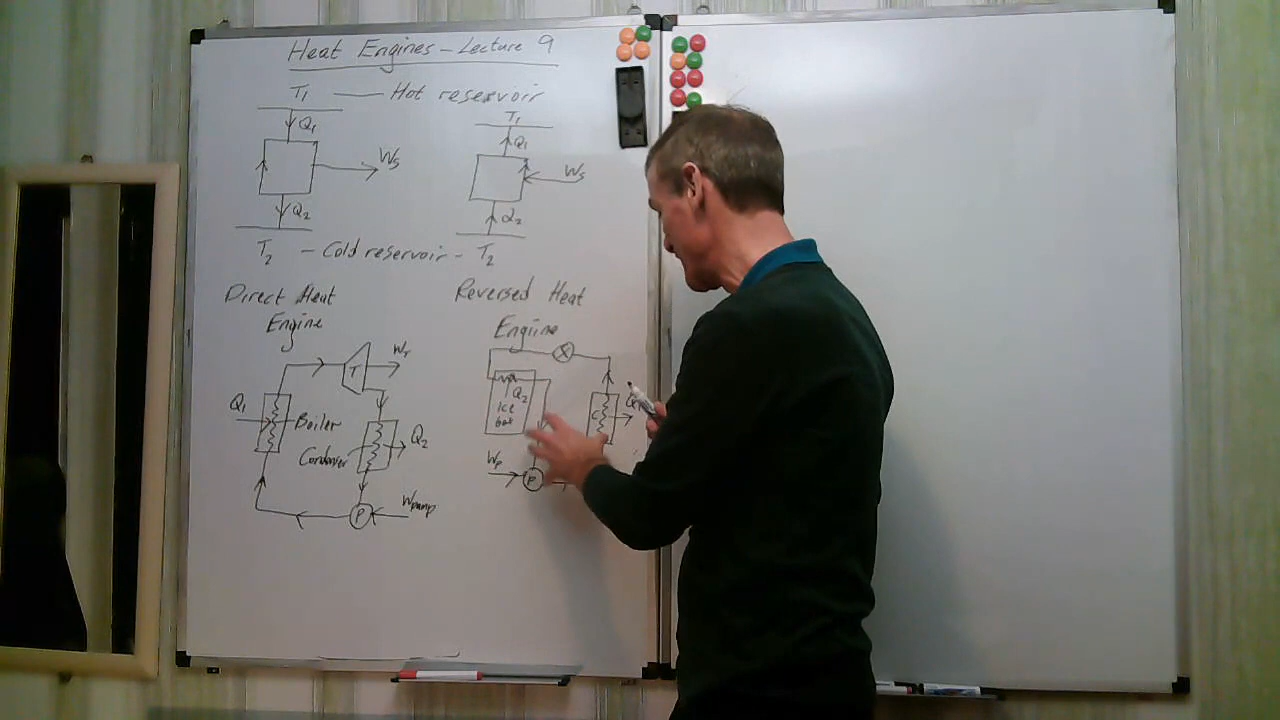 Heat Engines - Lecture 9
T1 — Hot reservoir
T1
Q1
Q1
Ws
Ws
Q2
Q2
T2 - Cold reservoir - T2
Direct Heat
Engine
Reversed Heat
Engiine
T
WT
X
Q1
Boiler
Condenser
Q2
Q2
Ice
box
C
Wp
P
P
Wpump